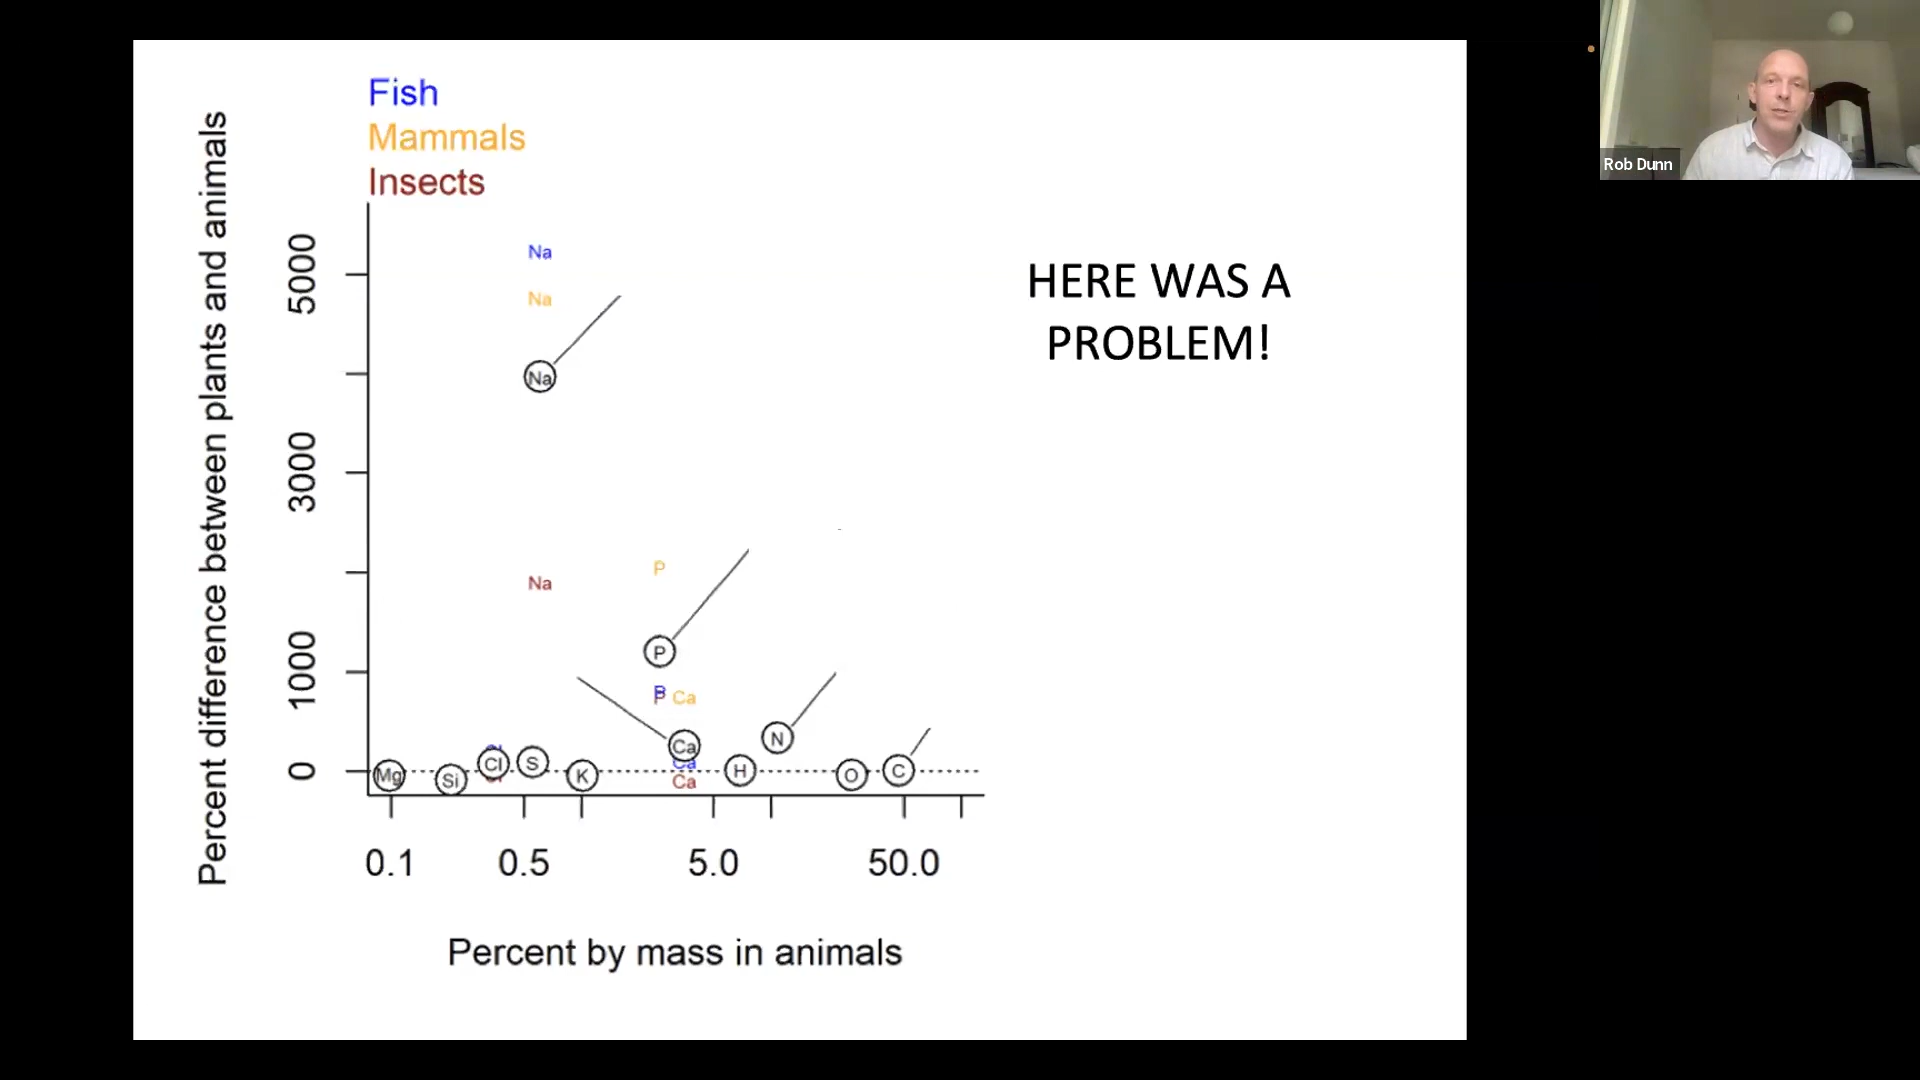 Rob Dunn
Fish
Mammals
Insects
HERE WAS A
PROBLEM!
Percent difference between plants and animals
5000
3000
1000
0
Na
Na
Na
Na
P
P
P
Ca
Ca
Ca
Ca
N
Mg
Si
Cl
S
K
H
O
C
0.1
0.5
5.0
50.0
Percent by mass in animals